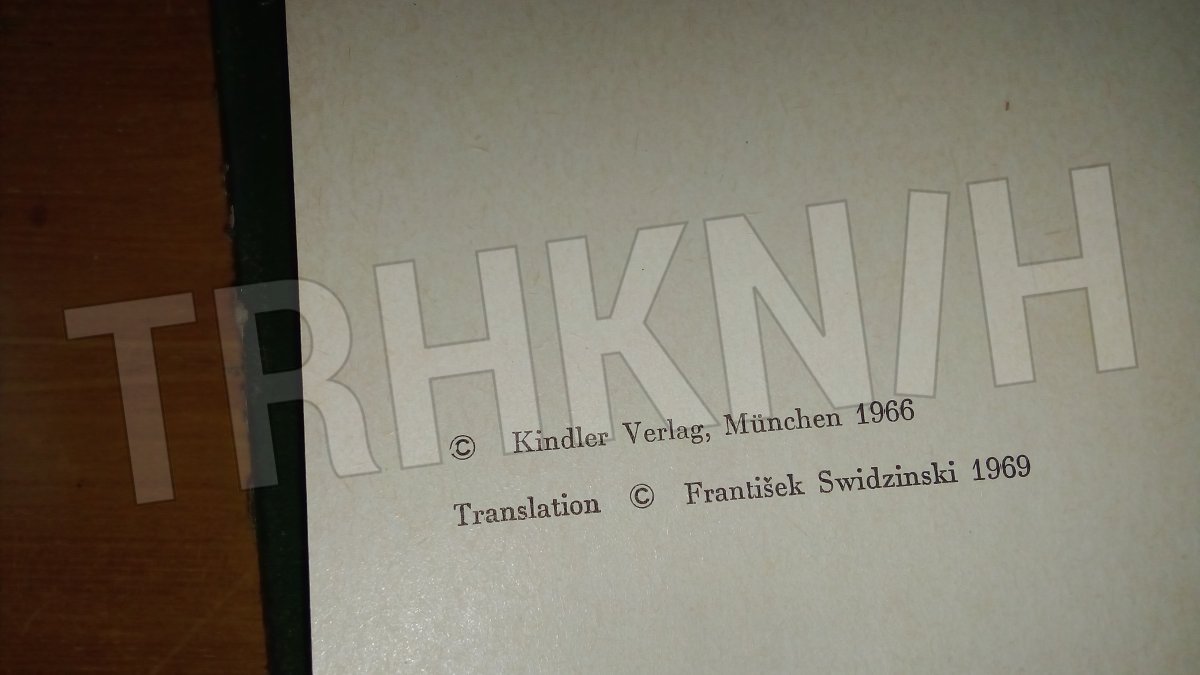 TRHKN/H
© Kindler Verlag, München 1966
Translation © František Swidzinski 1969